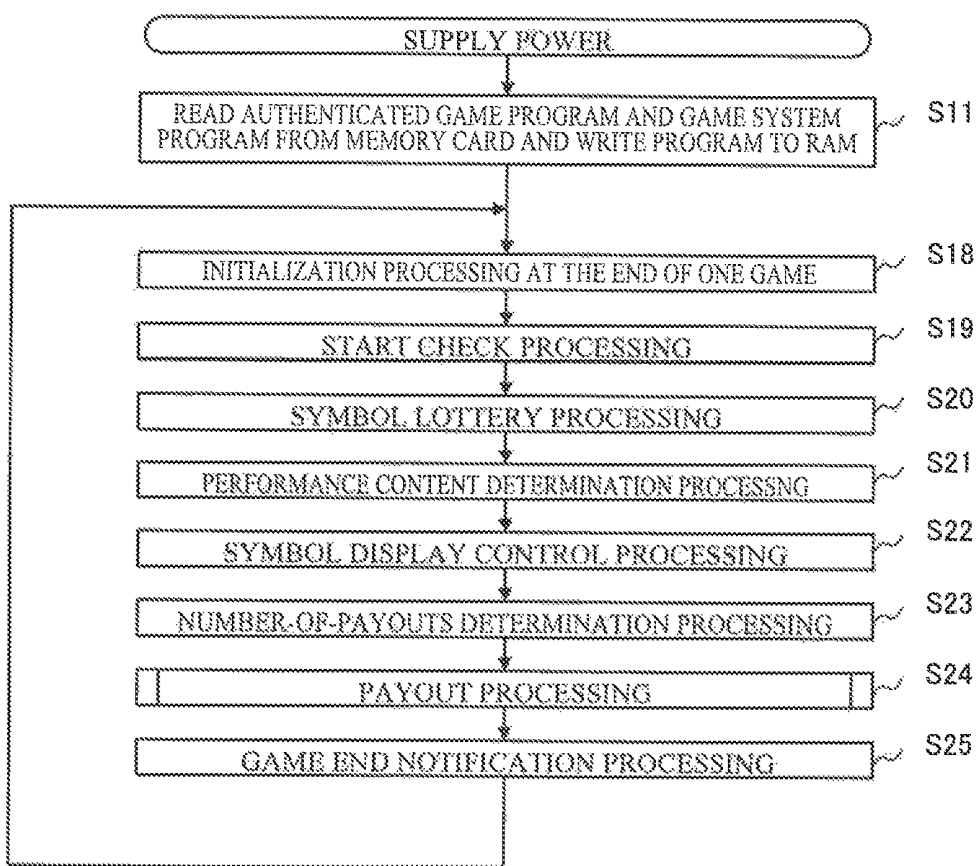 SUPPLY POWER
READ AUTHENTICATED GAME PROGRAM AND GAME SYSTEM
PROGRAM FROM MEMORY CARD AND WRITE PROGRAM TO RAM
S11
INITIALIZATION PROCESSING AT THE END OF ONE GAME
S18
START CHECK PROCESSING
S19
SYMBOL LOTTERY PROCESSING
S20
PERFORMANCE CONTENT DETERMINATION PROCESSNG
S21
SYMBOL DISPLAY CONTROL PROCESSING
S22
NUMBER-OF-PAYOUTS DETERMINATION PROCESSING
S23
PAYOUT PROCESSING
S24
GAME END NOTIFICATION PROCESSING
S25